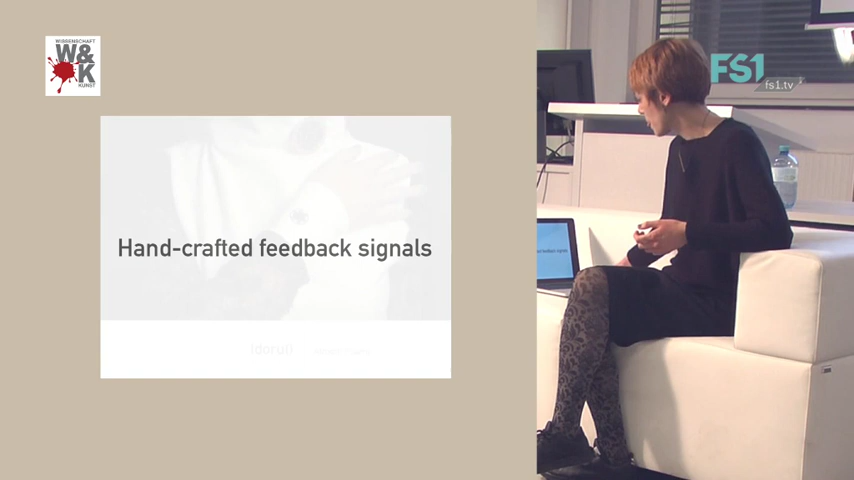 WISSENSCHAFT
W&
K
KUNST
FS1
fs1.tv
Hand-crafted feedback signals